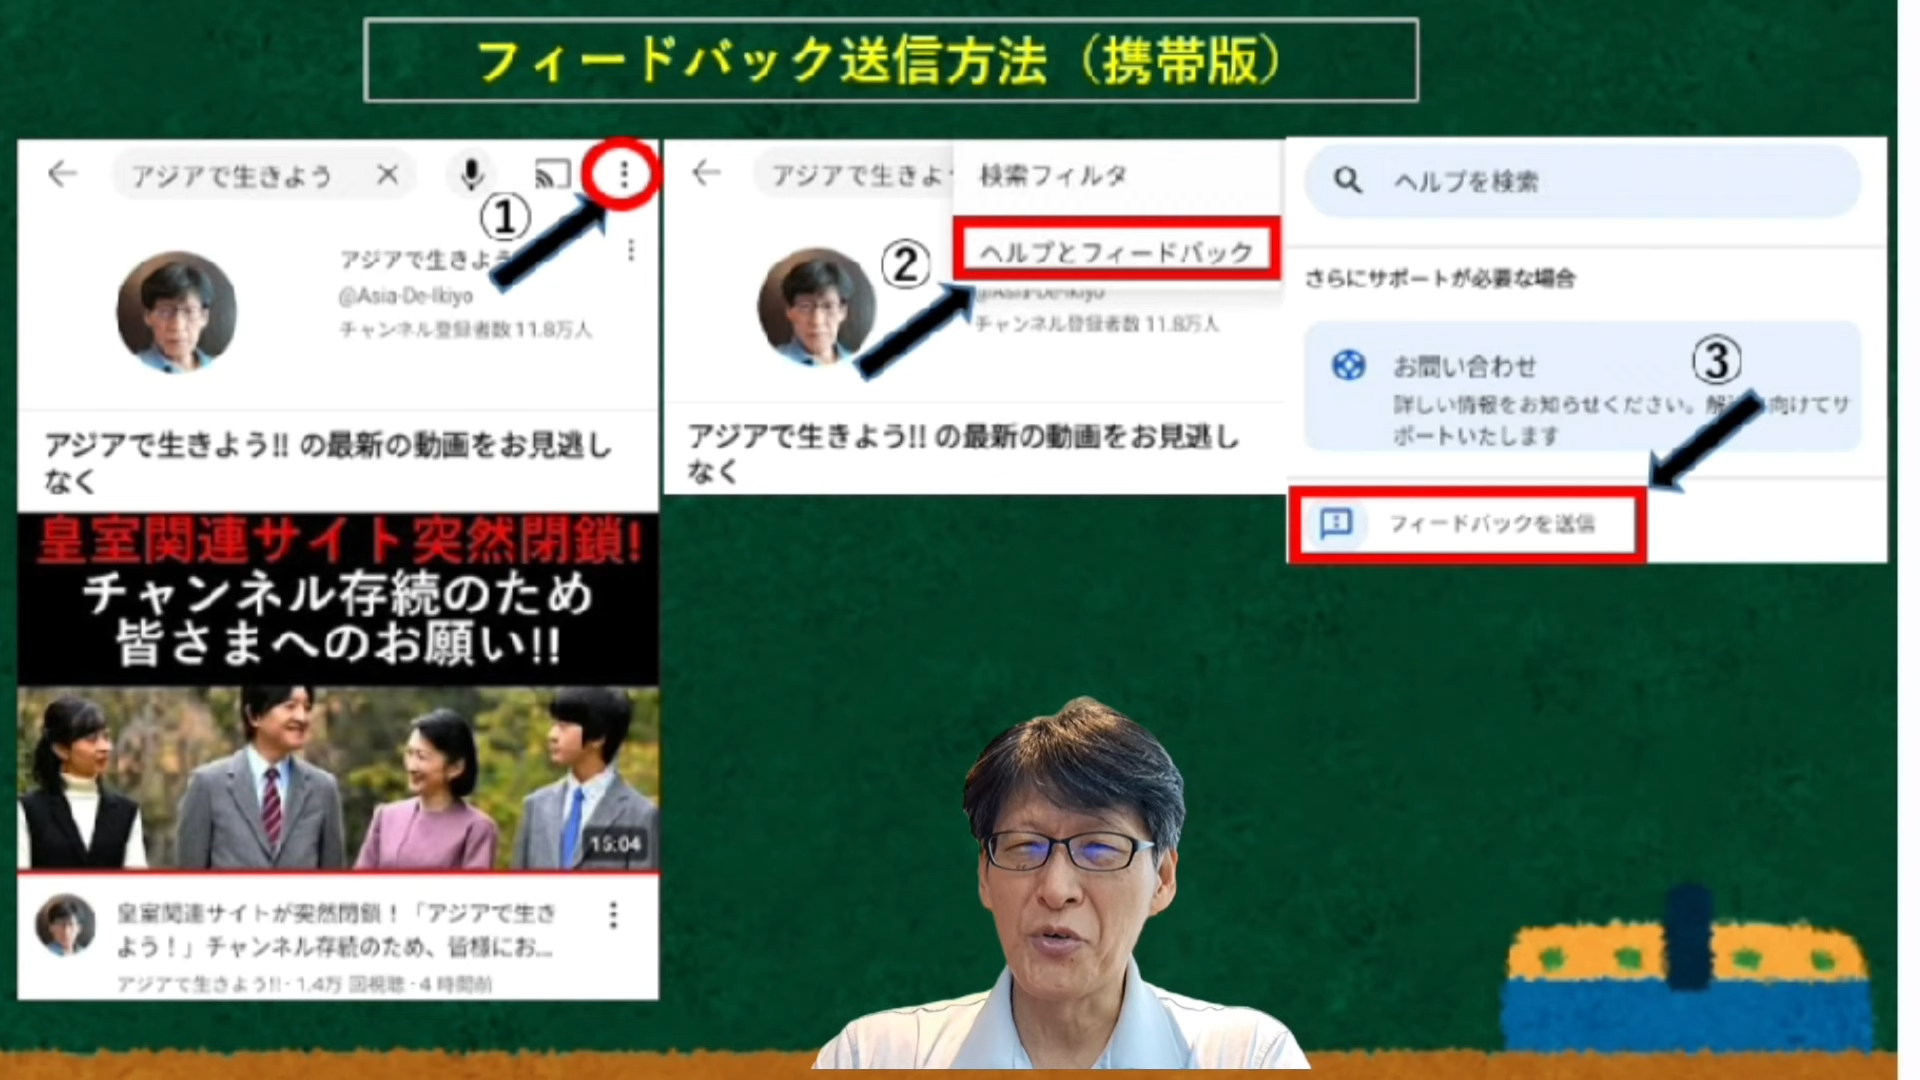 フィードバック送信方法（携帯版）
アジアで生きよう
①
アジアで生きよう
@Asia-De-Ikiyo
チャンネル登録者数 11.8万人
アジアで生きよう!! の最新の動画をお見逃し
なく
皇室関連サイト突然閉鎖!
チャンネル存続のため
皆さまへのお願い!!
15:04
皇室関連サイトが突然閉鎖！「アジアで生き
よう！」チャンネル存続のため、皆様にお...
アジアで生きよう!!・1.4万 回視聴・4 時間前
アジアで生きよ
検索フィルタ
②
ヘルプとフィードバック
@Asia-De-Ikiyo
チャンネル登録者数 11.8万人
アジアで生きよう!! の最新の動画をお見逃し
なく
ヘルプを検索
さらにサポートが必要な場合
③
お問い合わせ
詳しい情報をお知らせください。解 向けてサ
ポートいたします
フィードバックを送信